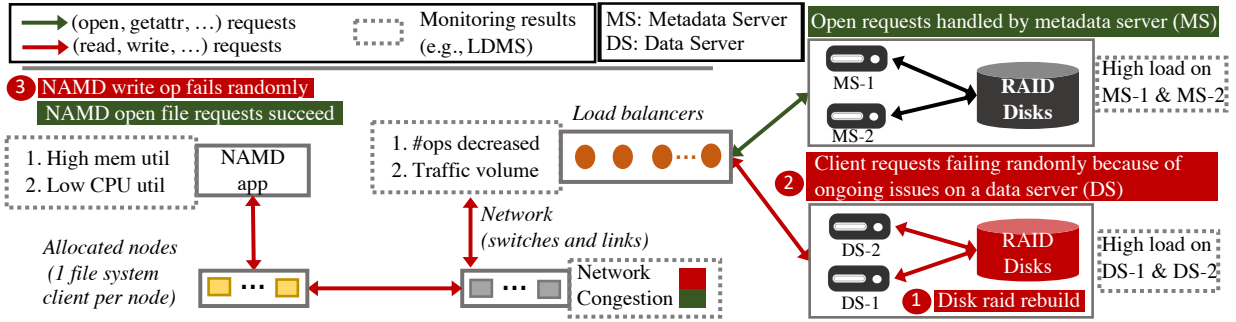 (open, getattr, …) requests
(read, write, …) requests
Monitoring results
(e.g., LDMS)
MS: Metadata Server
DS: Data Server
Open requests handled by metadata server (MS)
MS-1
MS-2
RAID
Disks
High load on
MS-1 & MS-2
3 NAMD write op fails randomly
NAMD open file requests succeed
1. High mem util
2. Low CPU util
NAMD
app
1. #ops decreased
2. Traffic volume
Load balancers
...
2 Client requests failing randomly because of
ongoing issues on a data server (DS)
DS-2
DS-1
RAID
Disks
High load on
DS-1 & DS-2
1 Disk raid rebuild
Network
(switches and links)
Allocated nodes
(1 file system
client per node)
...
...
Network
Congestion